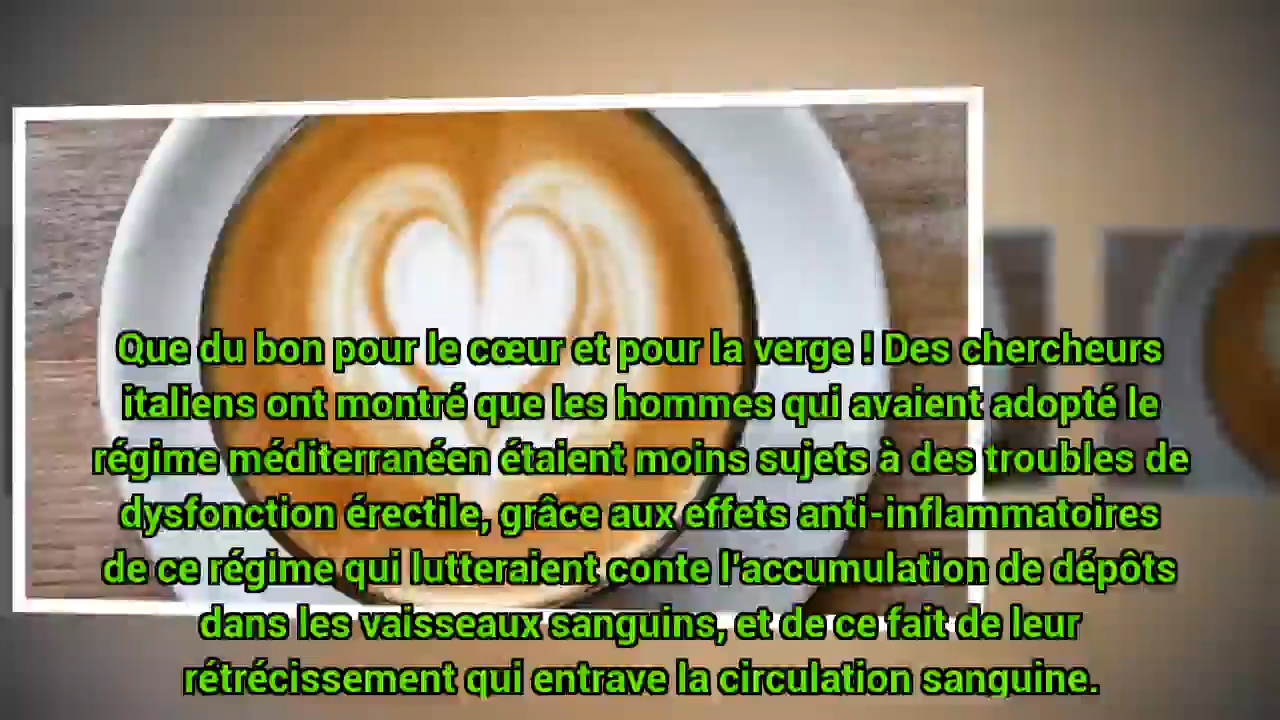 Que du bon pour le cœur et pour la verge ! Des chercheurs
italiens ont montré que les hommes qui avaient adopté le
régime méditerranéen étaient moins sujets à des troubles de
dysfonction érectile, grâce aux effets anti-inflammatoires
de ce régime qui lutteraient conte l'accumulation de dépôts
dans les vaisseaux sanguins, et de ce fait de leur
rétrécissement qui entrave la circulation sanguine.